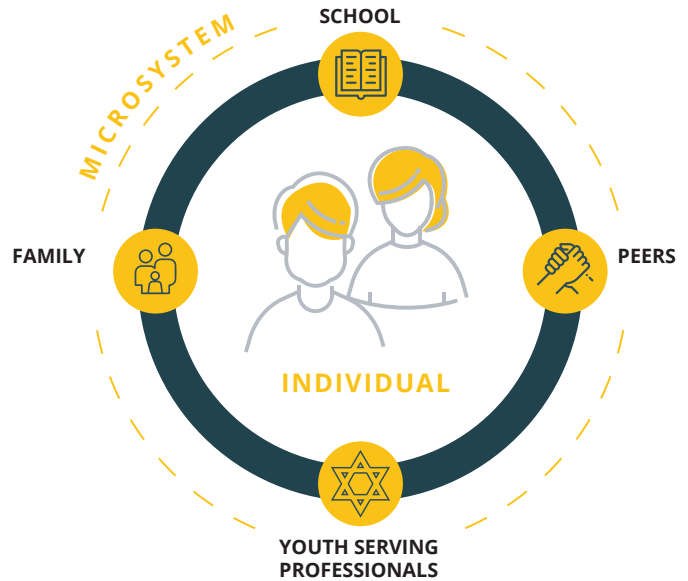 SCHOOL
MICROSYSTEM
FAMILY
PEERS
INDIVIDUAL
YOUTH SERVING
PROFESSIONALS